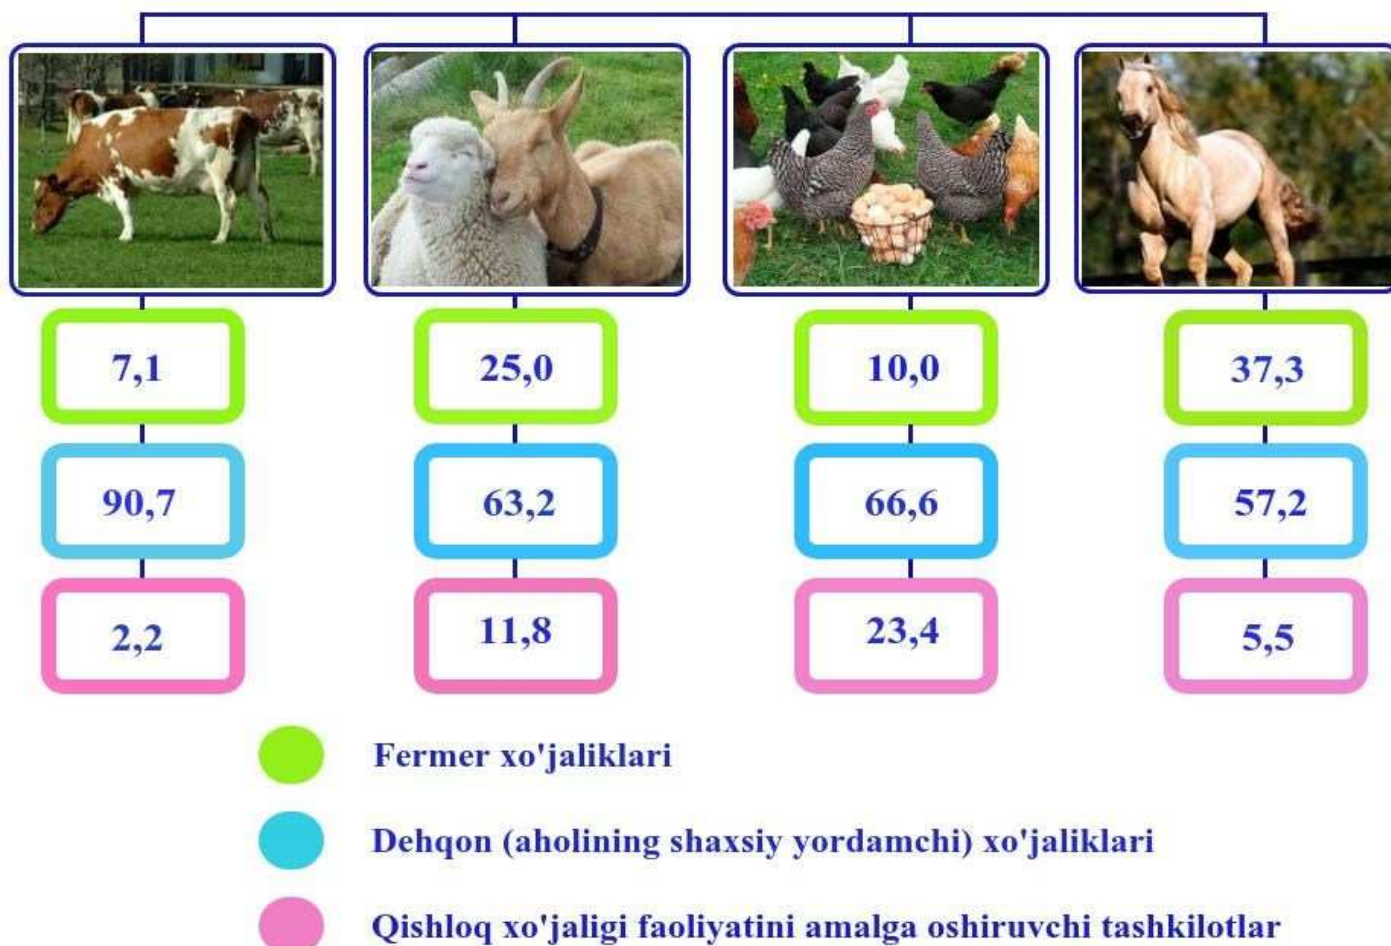 7,1 25,0 10,0 37,3
90,7 63,2 66,6 57,2
2,2 11,8 23,4 5,5
Fermer xo'jaliklari
Dehqon (aholining shaxsiy yordamchi) xo'jaliklari
Qishloq xo'jaligi faoliyatini amalga oshiruvchi tashkilotlar